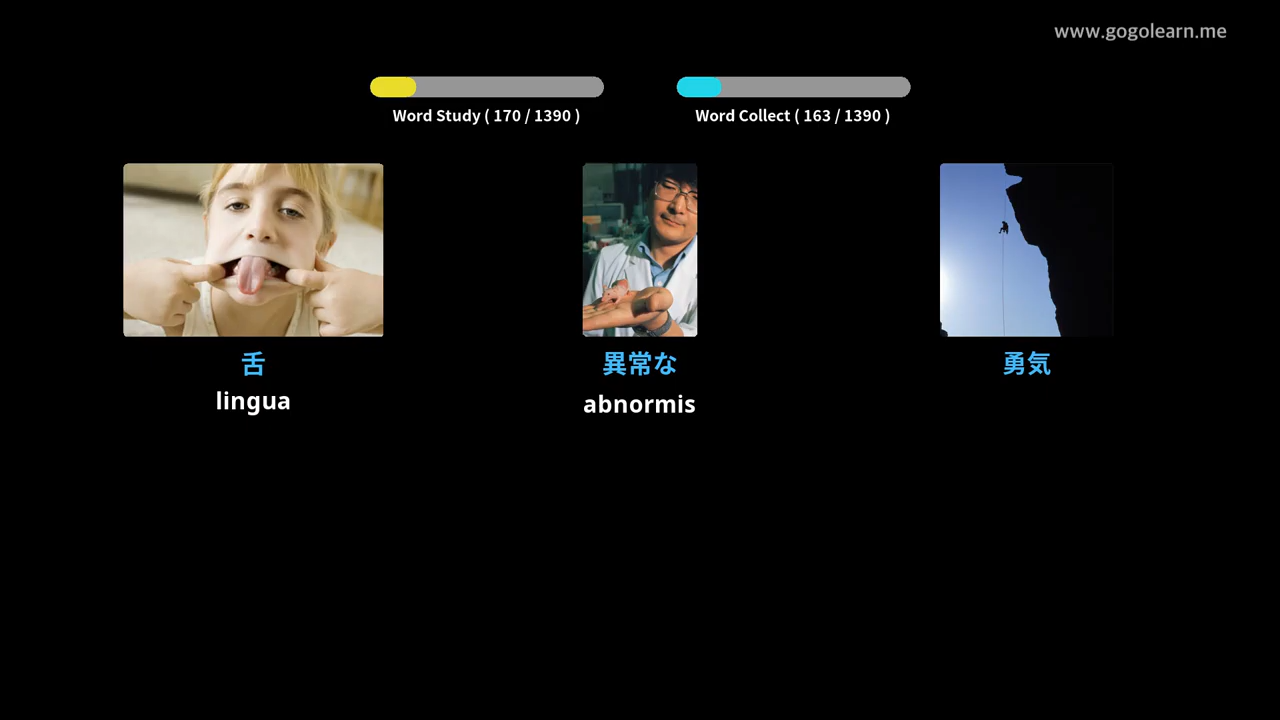 www.gogolearn.me
Word Study ( 170 / 1390 )
Word Collect ( 163 / 1390 )
舌
異常な
勇気
lingua
abnormis